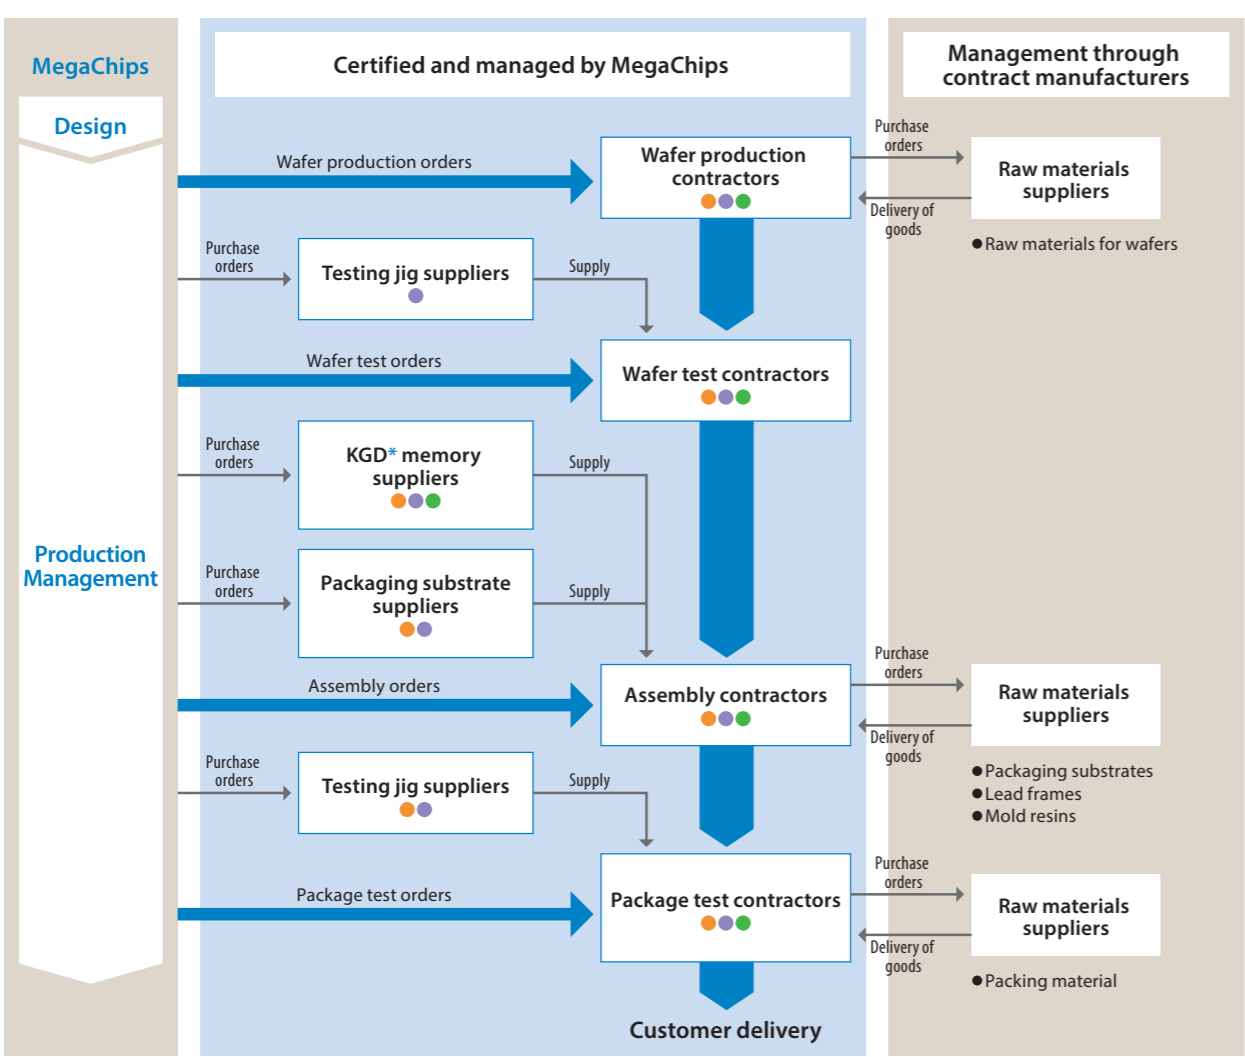 MegaChips
Certified and managed by MegaChips
Management through
contract manufacturers
Design
Production
Management
Wafer production orders
Wafer production
contractors
Purchase
orders
Delivery of
goods
Raw materials
suppliers
●Raw materials for wafers
Purchase
orders
Testing jig suppliers
Supply
Wafer test orders
Wafer test contractors
Purchase
orders
KGD* memory
suppliers
Supply
Purchase
orders
Packaging substrate
suppliers
Supply
Assembly orders
Assembly contractors
Purchase
orders
Delivery of
goods
Raw materials
suppliers
●Packaging substrates
●Lead frames
●Mold resins
Purchase
orders
Testing jig suppliers
Supply
Package test orders
Package test contractors
Purchase
orders
Delivery of
goods
Raw materials
suppliers
●Packing material
Customer delivery